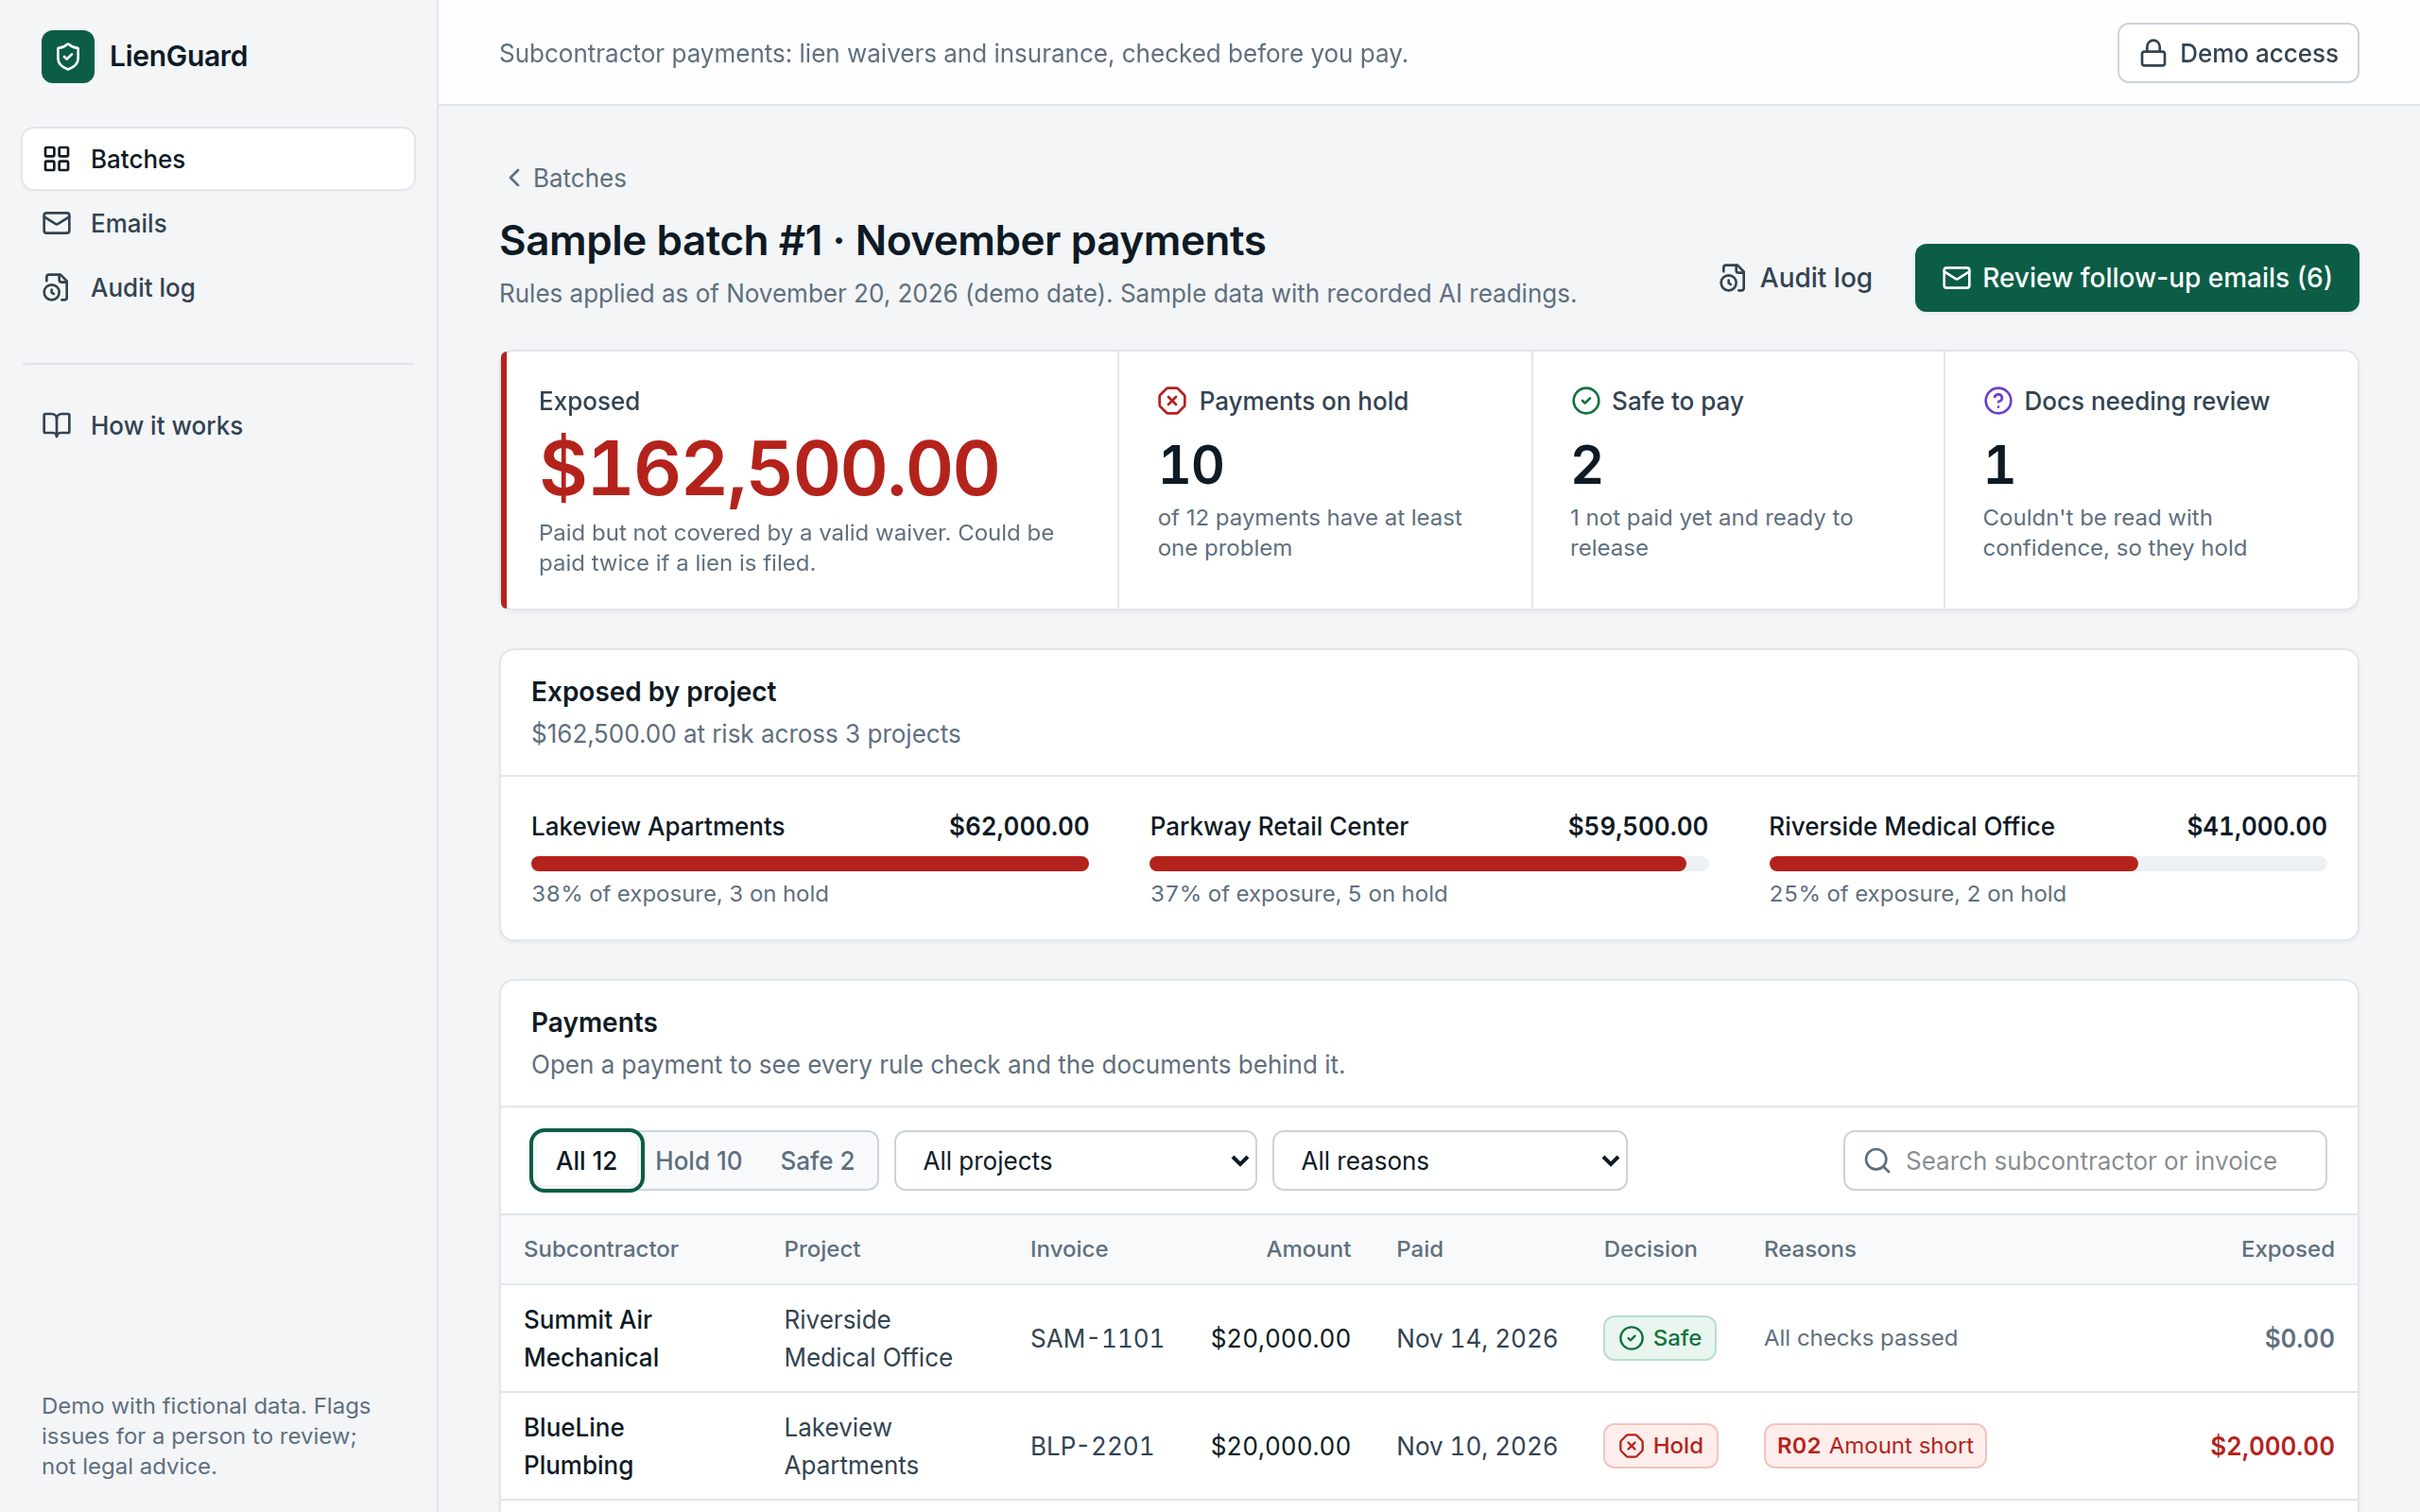 LienGuard
Batches
Emails
Audit log
How it works
Demo with fictional data. Flags
issues for a person to review;
not legal advice.
Subcontractor payments: lien waivers and insurance, checked before you pay.
Demo access
Batches
Sample batch #1 · November payments
Rules applied as of November 20, 2026 (demo date). Sample data with recorded AI readings.
Audit log
Review follow-up emails (6)
Exposed
$162,500.00
Paid but not covered by a valid waiver. Could be
paid twice if a lien is filed.
Payments on hold
10
of 12 payments have at least
one problem
Safe to pay
2
1 not paid yet and ready to
release
Docs needing review
1
Couldn't be read with
confidence, so they hold
Exposed by project
$162,500.00 at risk across 3 projects
Lakeview Apartments $62,000.00
38% of exposure, 3 on hold
Parkway Retail Center $59,500.00
37% of exposure, 5 on hold
Riverside Medical Office $41,000.00
25% of exposure, 2 on hold
Payments
Open a payment to see every rule check and the documents behind it.
All 12 Hold 10 Safe 2 All projects All reasons Search subcontractor or invoice
Subcontractor Project Invoice Amount Paid Decision Reasons Exposed
Summit Air
Mechanical
Riverside
Medical Office
SAM-1101 $20,000.00 Nov 14, 2026 Safe All checks passed $0.00
BlueLine
Plumbing
Lakeview
Apartments
BLP-2201 $20,000.00 Nov 10, 2026 Hold R02 Amount short $2,000.00